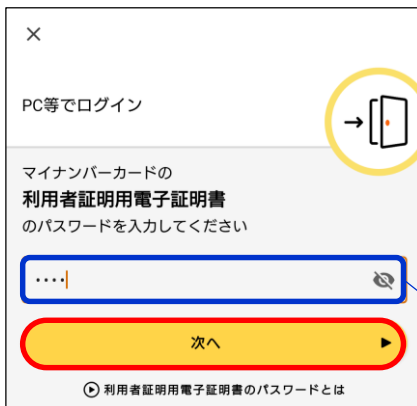 PC等でログイン
マイナンバーカードの
利用者証明用電子証明書
のパスワードを入力してください
････
次へ
利用者証明用電子証明書のパスワードとは